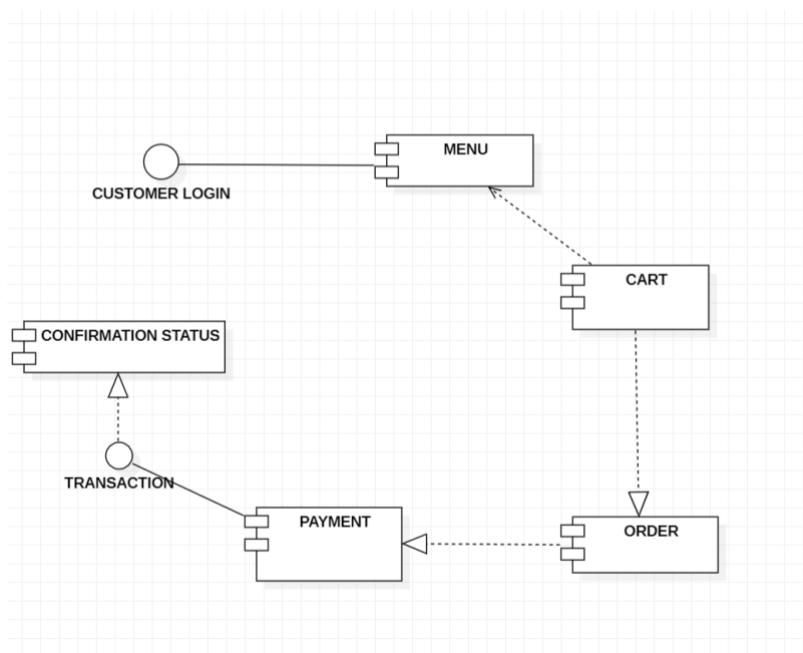 MENU
CUSTOMER LOGIN
CART
CONFIRMATION STATUS
TRANSACTION
PAYMENT
ORDER